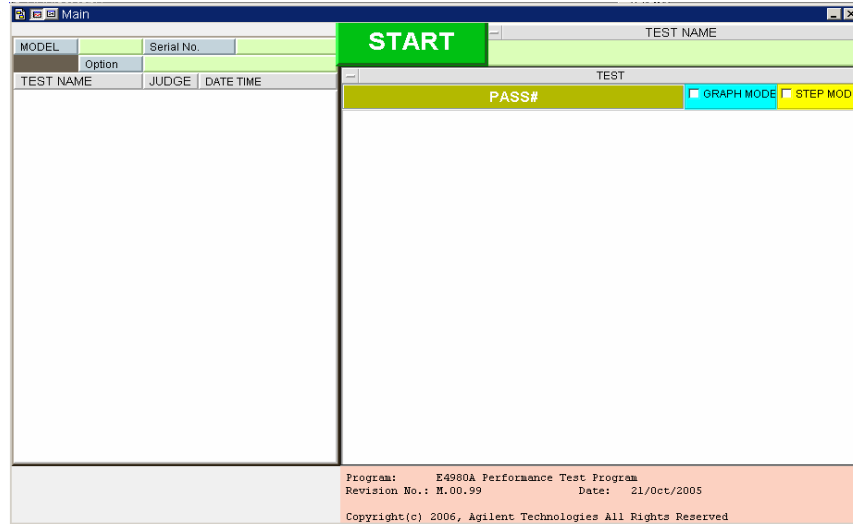 Main
MODEL
Serial No.
Option
TEST NAME JUDGE DATE TIME
START
TEST NAME
TEST
PASS#
GRAPH MODE
STEP MOD
Program: E4980A Performance Test Program
Revision No.: M.00.99 Date: 21/Oct/2005
Copyright(c) 2006, Agilent Technologies All Rights Reserved